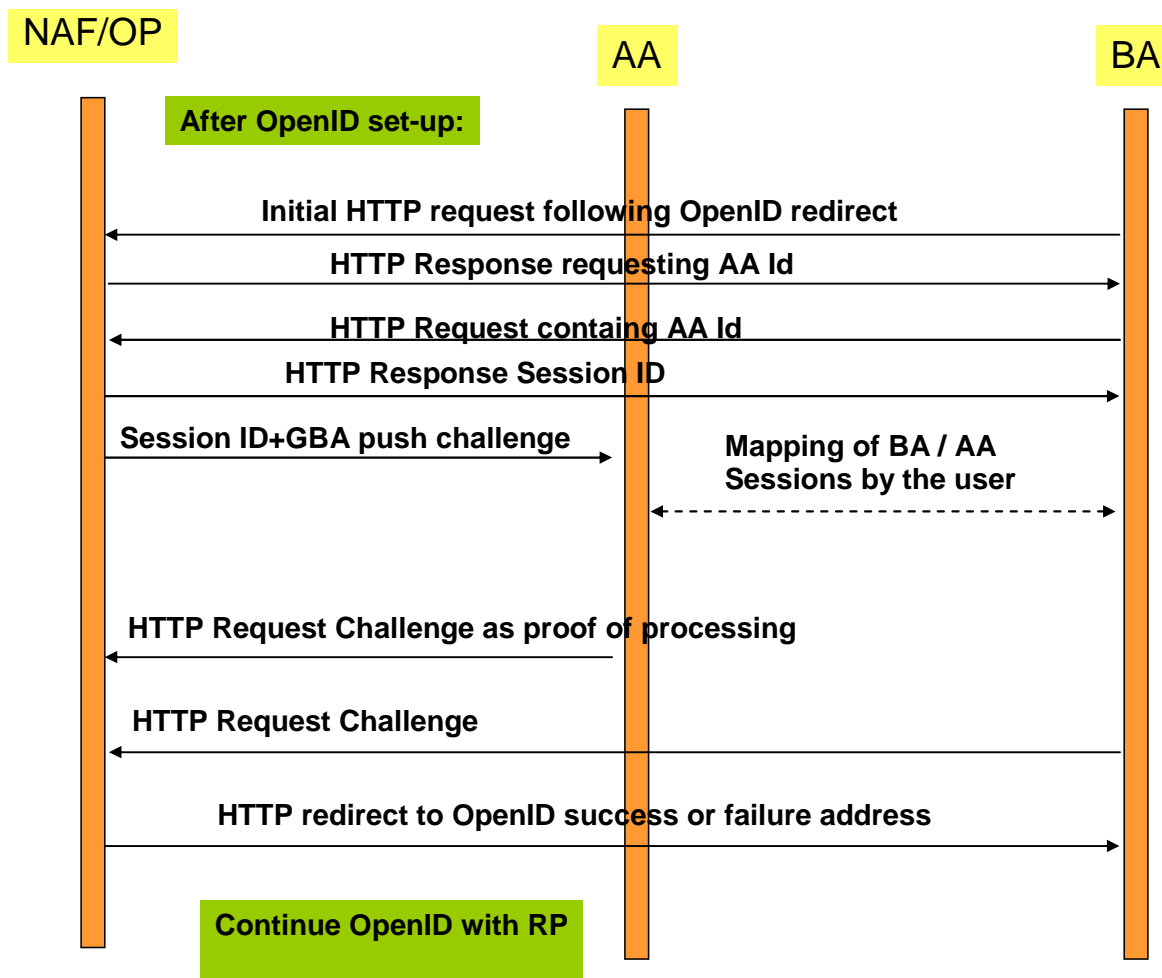 NAF/OP
AA
BA
After OpenID set-up:
Initial HTTP request following OpenID redirect
HTTP Response requesting AA Id
HTTP Request containg AA Id
HTTP Response Session ID
Session ID+GBA push challenge
Mapping of BA / AA
Sessions by the user
HTTP Request Challenge as proof of processing
HTTP Request Challenge
HTTP redirect to OpenID success or failure address
Continue OpenID with RP